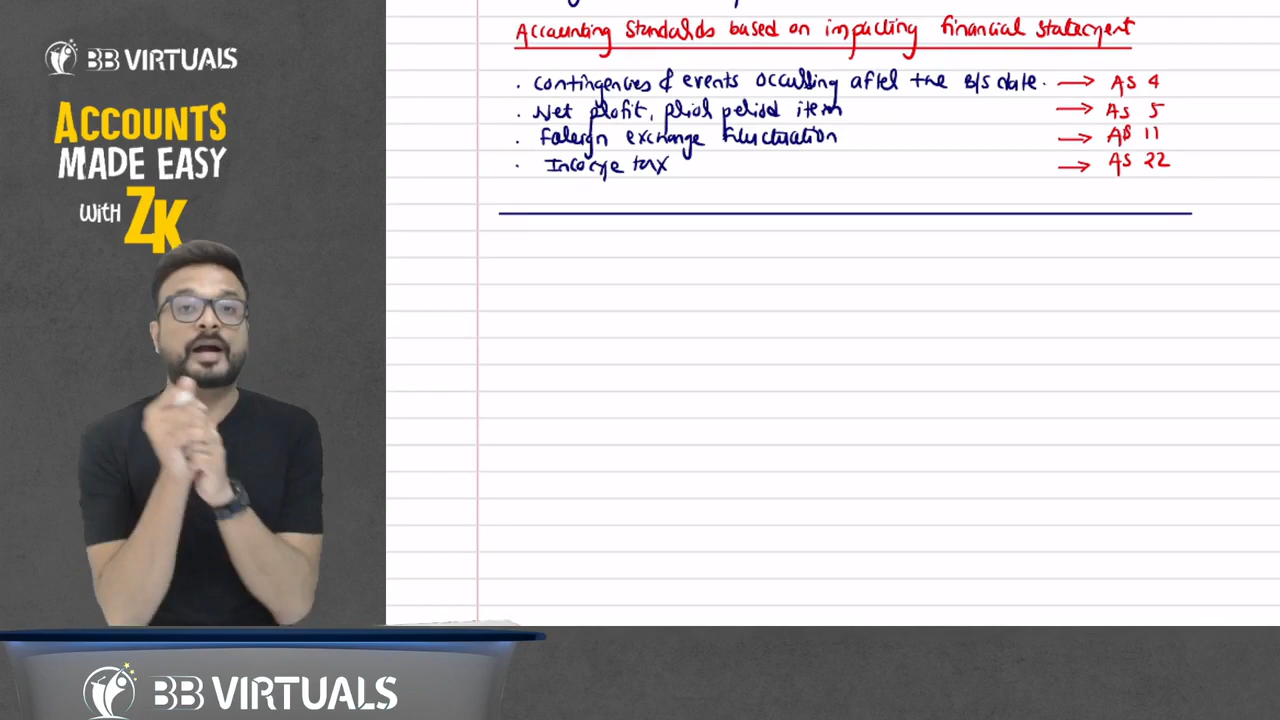 BB VIRTUALS
ACCOUNTS
MADE EASY
WITH ZK
Accounting Standards based on impacting financial statement
. Contingencies & events occurring after the B/S date. → AS 4
. Net profit, prior period item → AS 5
. Foreign exchange fluctuation → AS 11
. Income tax → AS 22
BB VIRTUALS